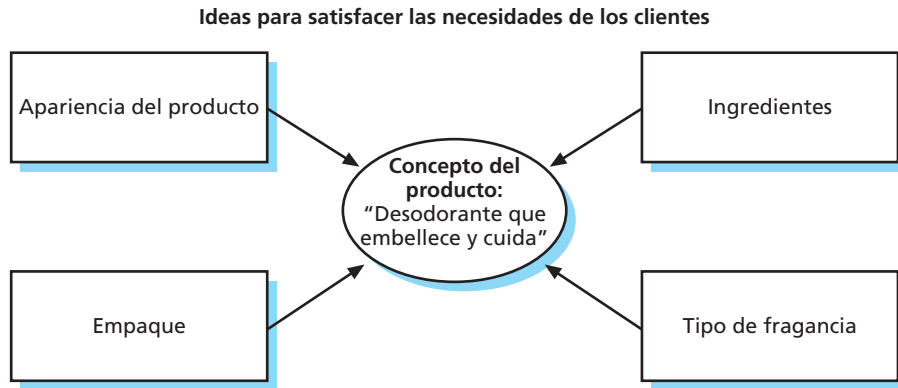 Ideas para satisfacer las necesidades de los clientes
Apariencia del producto
Ingredientes
Concepto del
producto:
“Desodorante que
embellece y cuida”
Empaque
Tipo de fragancia